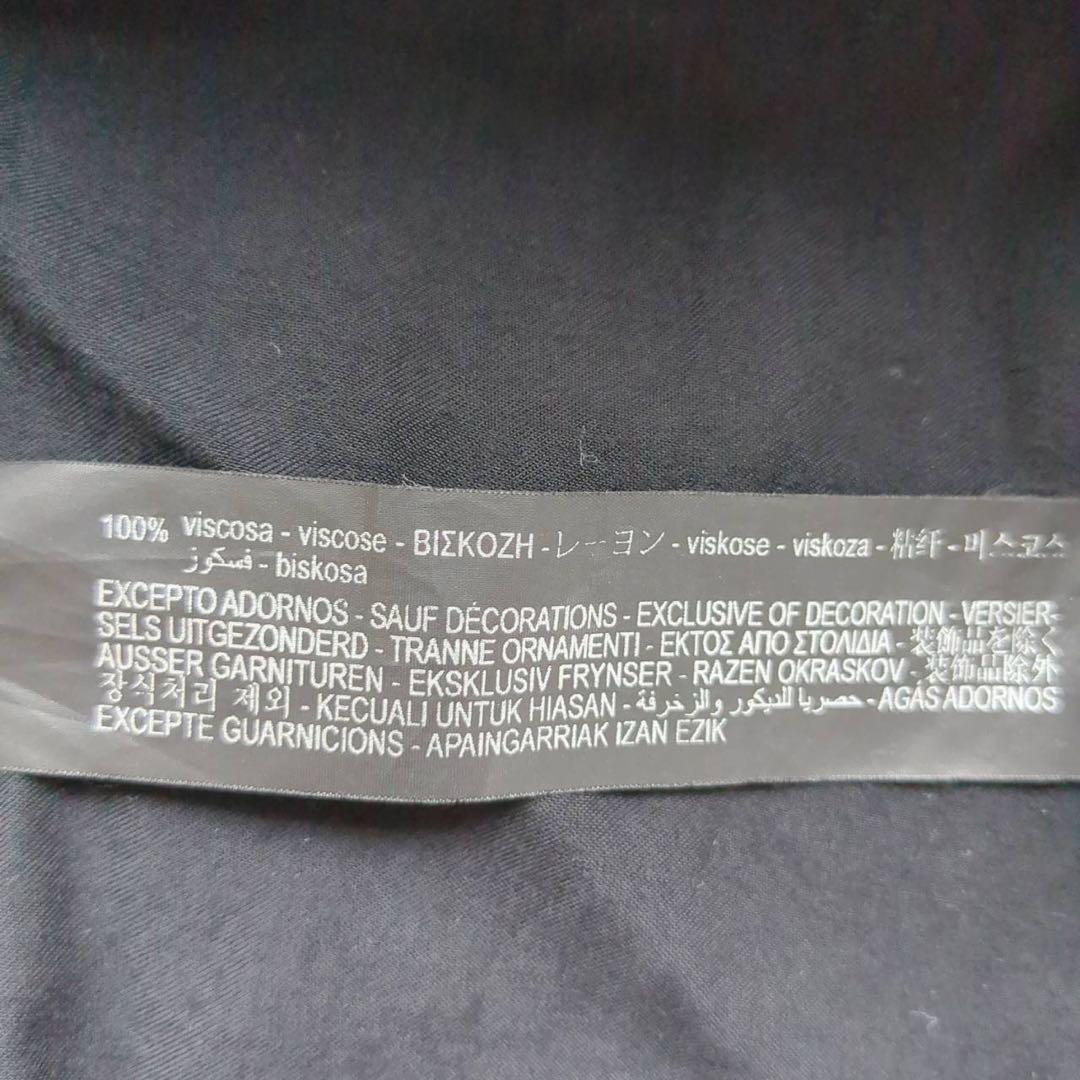 100% viscosa - viscose - ΒΙΣΚΟΖΗ - レーヨン - viskose - viskoza - 粘纤 - 비스코스
فسكوز - biskosa
EXCEPTO ADORNOS - SAUF DÉCORATIONS - EXCLUSIVE OF DECORATION - VERSIER-
SELS UITGEZONDERD - TRANNE ORNAMENTI - ΕΚΤΟΣ ΑΠΟ ΣΤΟΛΙΔΙΑ - 装飾品を除く
AUSSER GARNITUREN - EKSKLUSIV FRYNSER - RAZEN OKRASKOV - 装飾品除外
장식처리 제외 - KECUALI UNTUK HIASAN - حصريا للديكور والزخرفة - AGÁS ADORNOS
EXCEPTE GUARNICIONS - APAINGARRIAK IZAN EZIK